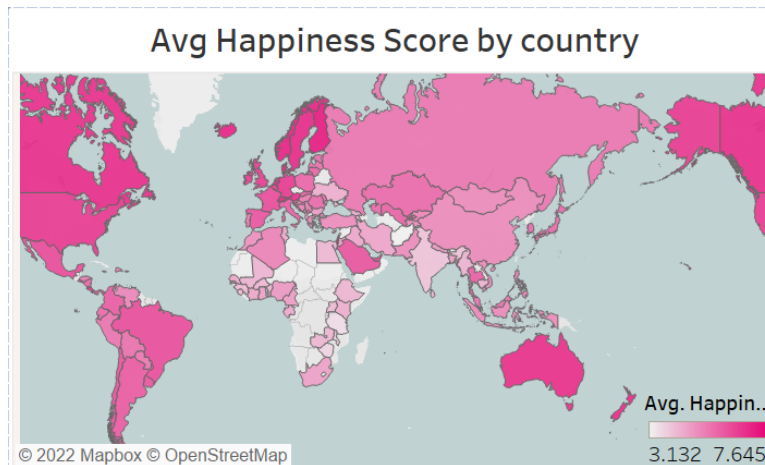 Avg Happiness Score by country
Avg. Happin..
3.132 7.645
© 2022 Mapbox © OpenStreetMap